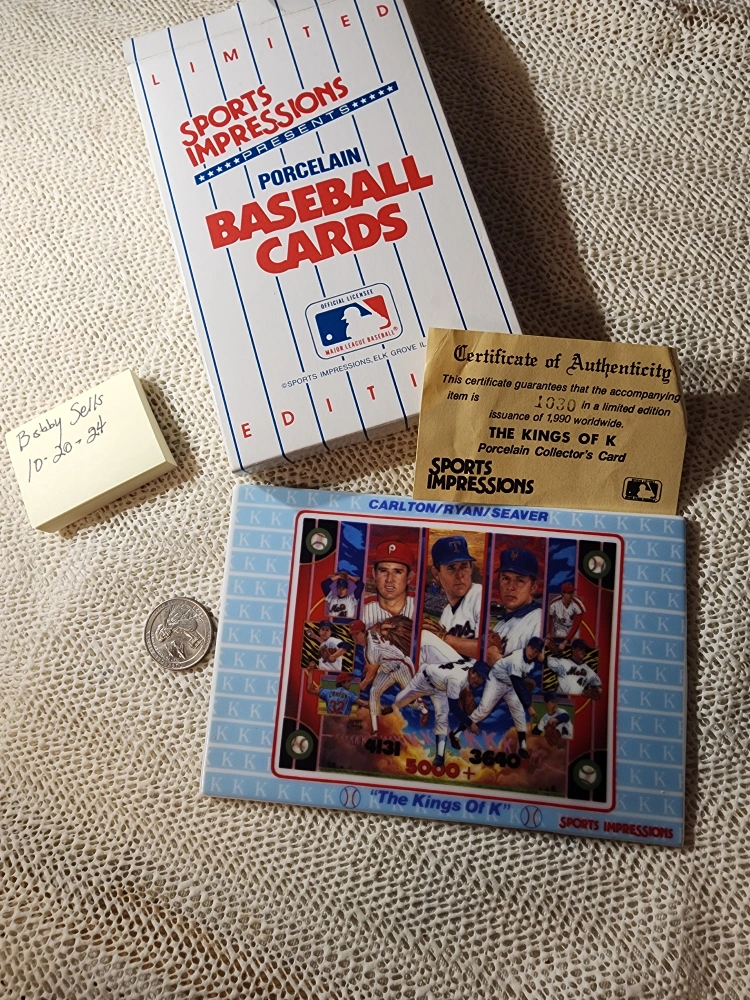 LIMITED
SPORTS
IMPRESSIONS
PRESENTS
PORCELAIN
BASEBALL
CARDS
OFFICIAL LICENSEE
MAJOR LEAGUE BASEBALL®
©SPORTS IMPRESSIONS, ELK GROVE IL
EDITI
Bobby Sells
10-20-24
Certificate of Authenticity
This certificate guarantees that the accompanying
item is 1030 in a limited edition
issuance of 1,990 worldwide.
THE KINGS OF K
Porcelain Collector's Card
SPORTS
IMPRESSIONS
CARLTON/RYAN/SEAVER
4131
5000+
3640
"The Kings Of K"
SPORTS IMPRESSIONS